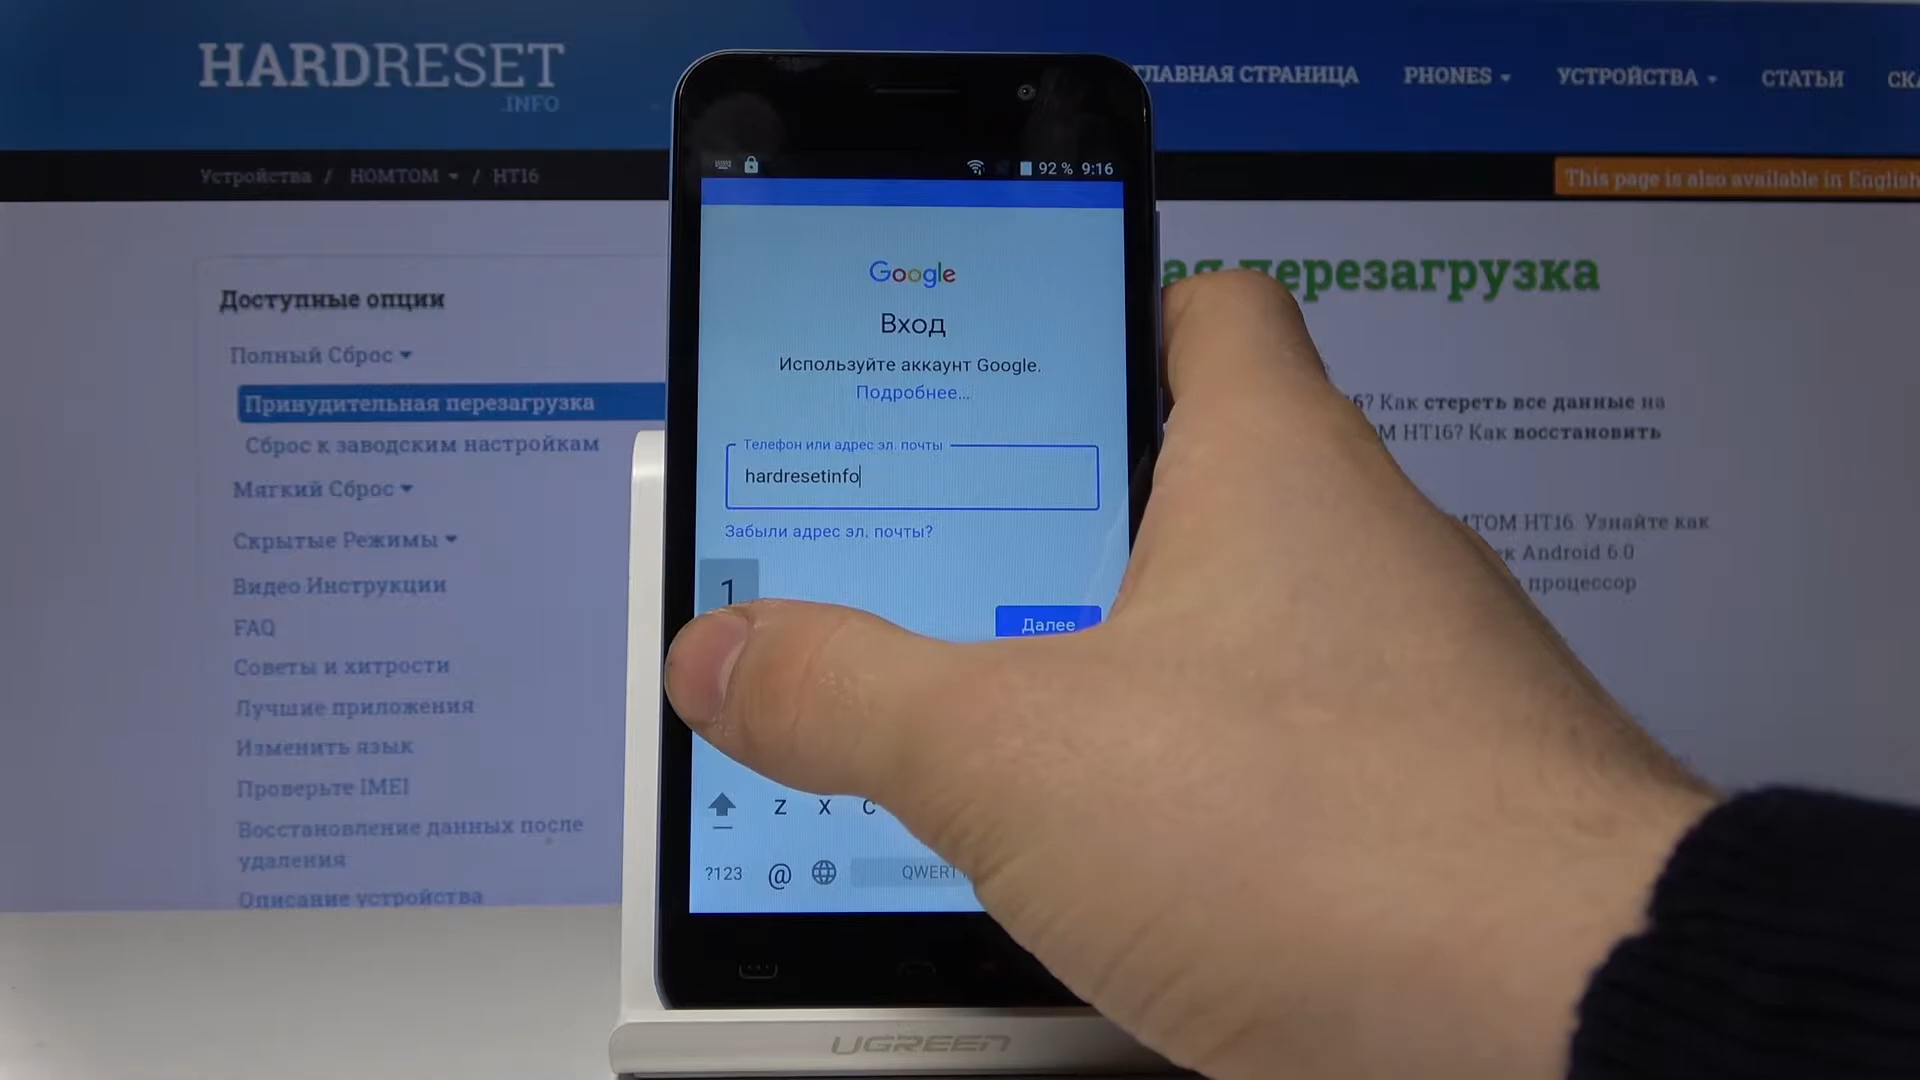 HARDRESET
.INFO
ГЛАВНАЯ СТРАНИЦА
PHONES
УСТРОЙСТВА
СТАТЬИ
Устройства / HOMTOM / HT16
This page is also available in English
Доступные опции
Полный Сброс
Принудительная перезагрузка
Сброс к заводским настройкам
Мягкий Сброс
Скрытые Режимы
Видео Инструкции
FAQ
Советы и хитрости
Лучшие приложения
Изменить язык
Проверьте IMEI
Восстановление данных после
удаления
Описание устройства
92 % 9:16
Google
Вход
Используйте аккаунт Google.
Подробнее...
Телефон или адрес эл. почты
hardresetinfo
Забыли адрес эл. почты?
1
Далее
z x c
?123 @ QWERT
UGREEN
перезагрузка
? Как стереть все данные на
HT16? Как восстановить
HT16. Узнайте как
Android 6.0
процессор